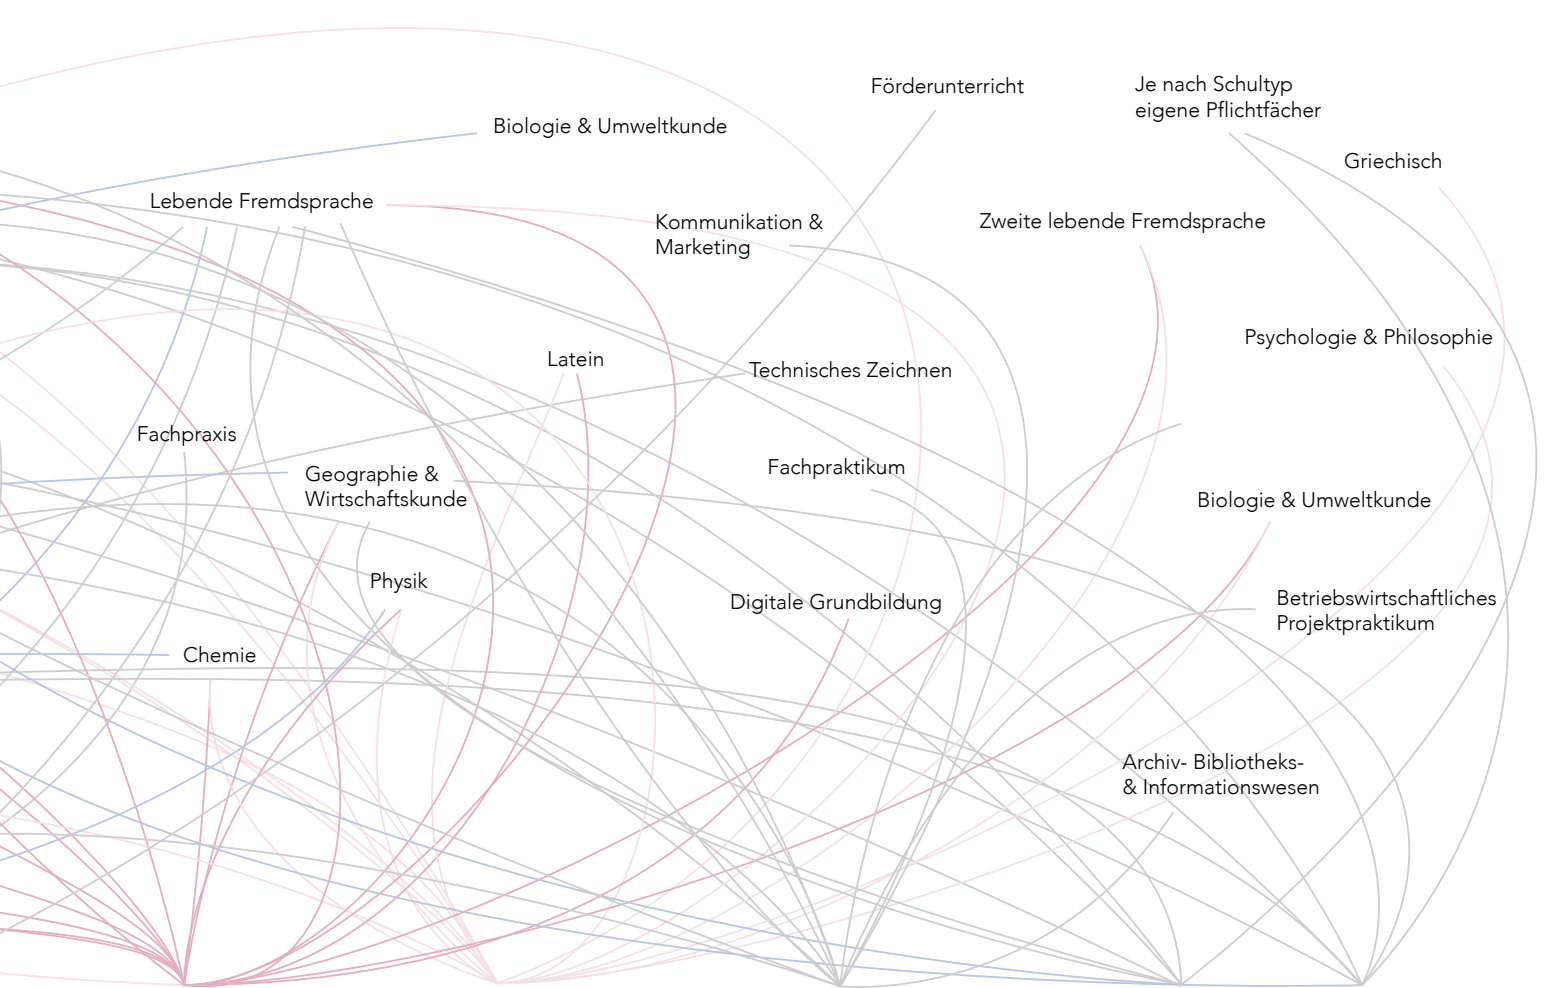 Förderunterricht
Je nach Schultyp
eigene Pflichtfächer
Biologie & Umweltkunde
Griechisch
Lebende Fremdsprache
Kommunikation &
Marketing
Zweite lebende Fremdsprache
Psychologie & Philosophie
Latein
Technisches Zeichnen
Fachpraxis
Geographie &
Wirtschaftskunde
Fachpraktikum
Biologie & Umweltkunde
Physik
Digitale Grundbildung
Betriebswirtschaftliches
Projektpraktikum
Chemie
Archiv- Bibliotheks-
& Informationswesen